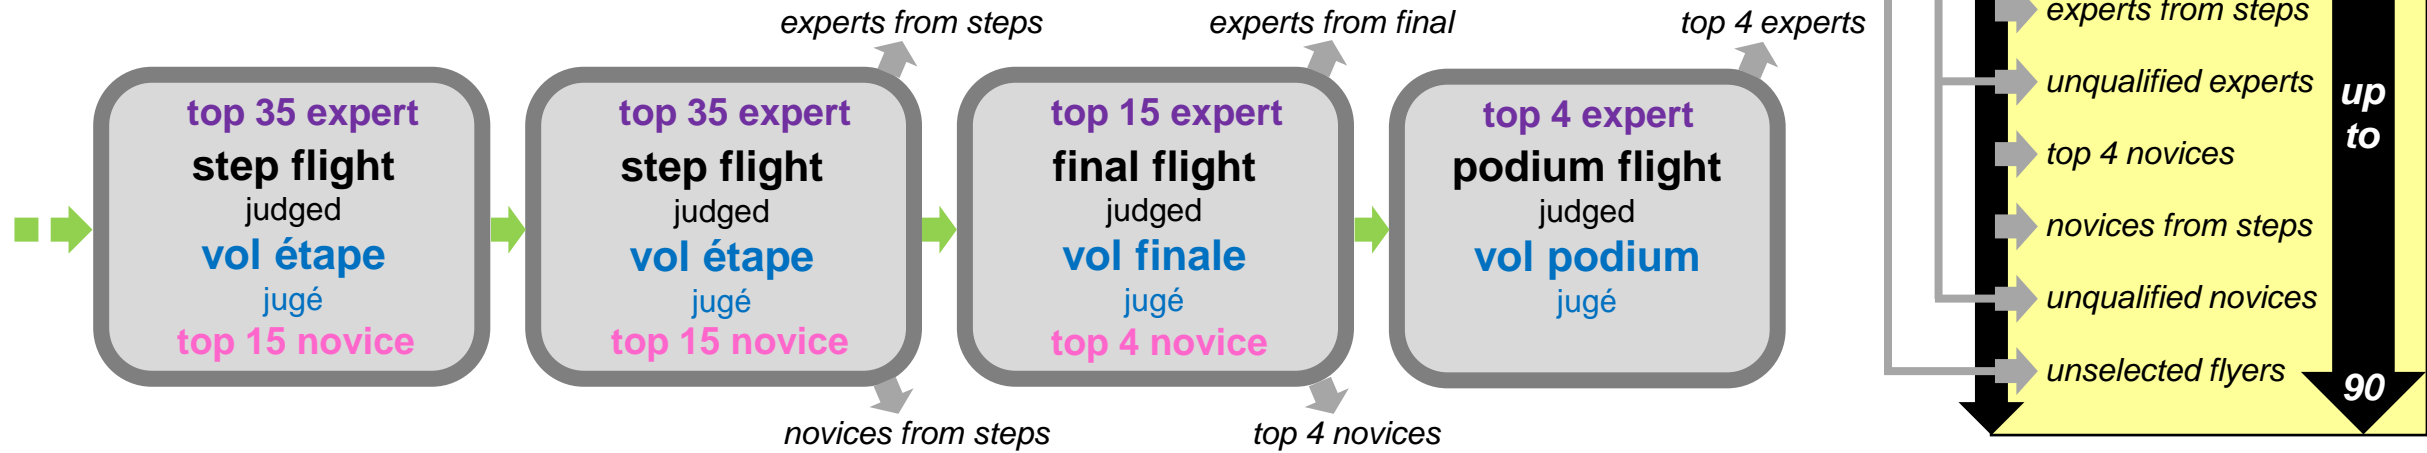 experts from steps
experts from final
top 4 experts
top 35 expert
step flight
judged
vol étape
jugé
top 15 novice
top 35 expert
step flight
judged
vol étape
jugé
top 15 novice
top 15 expert
final flight
judged
vol finale
jugé
top 4 novice
top 4 expert
podium flight
judged
vol podium
jugé
novices from steps
top 4 novices
experts from steps
unqualified experts
top 4 novices
novices from steps
unqualified novices
unselected flyers
up
to
90